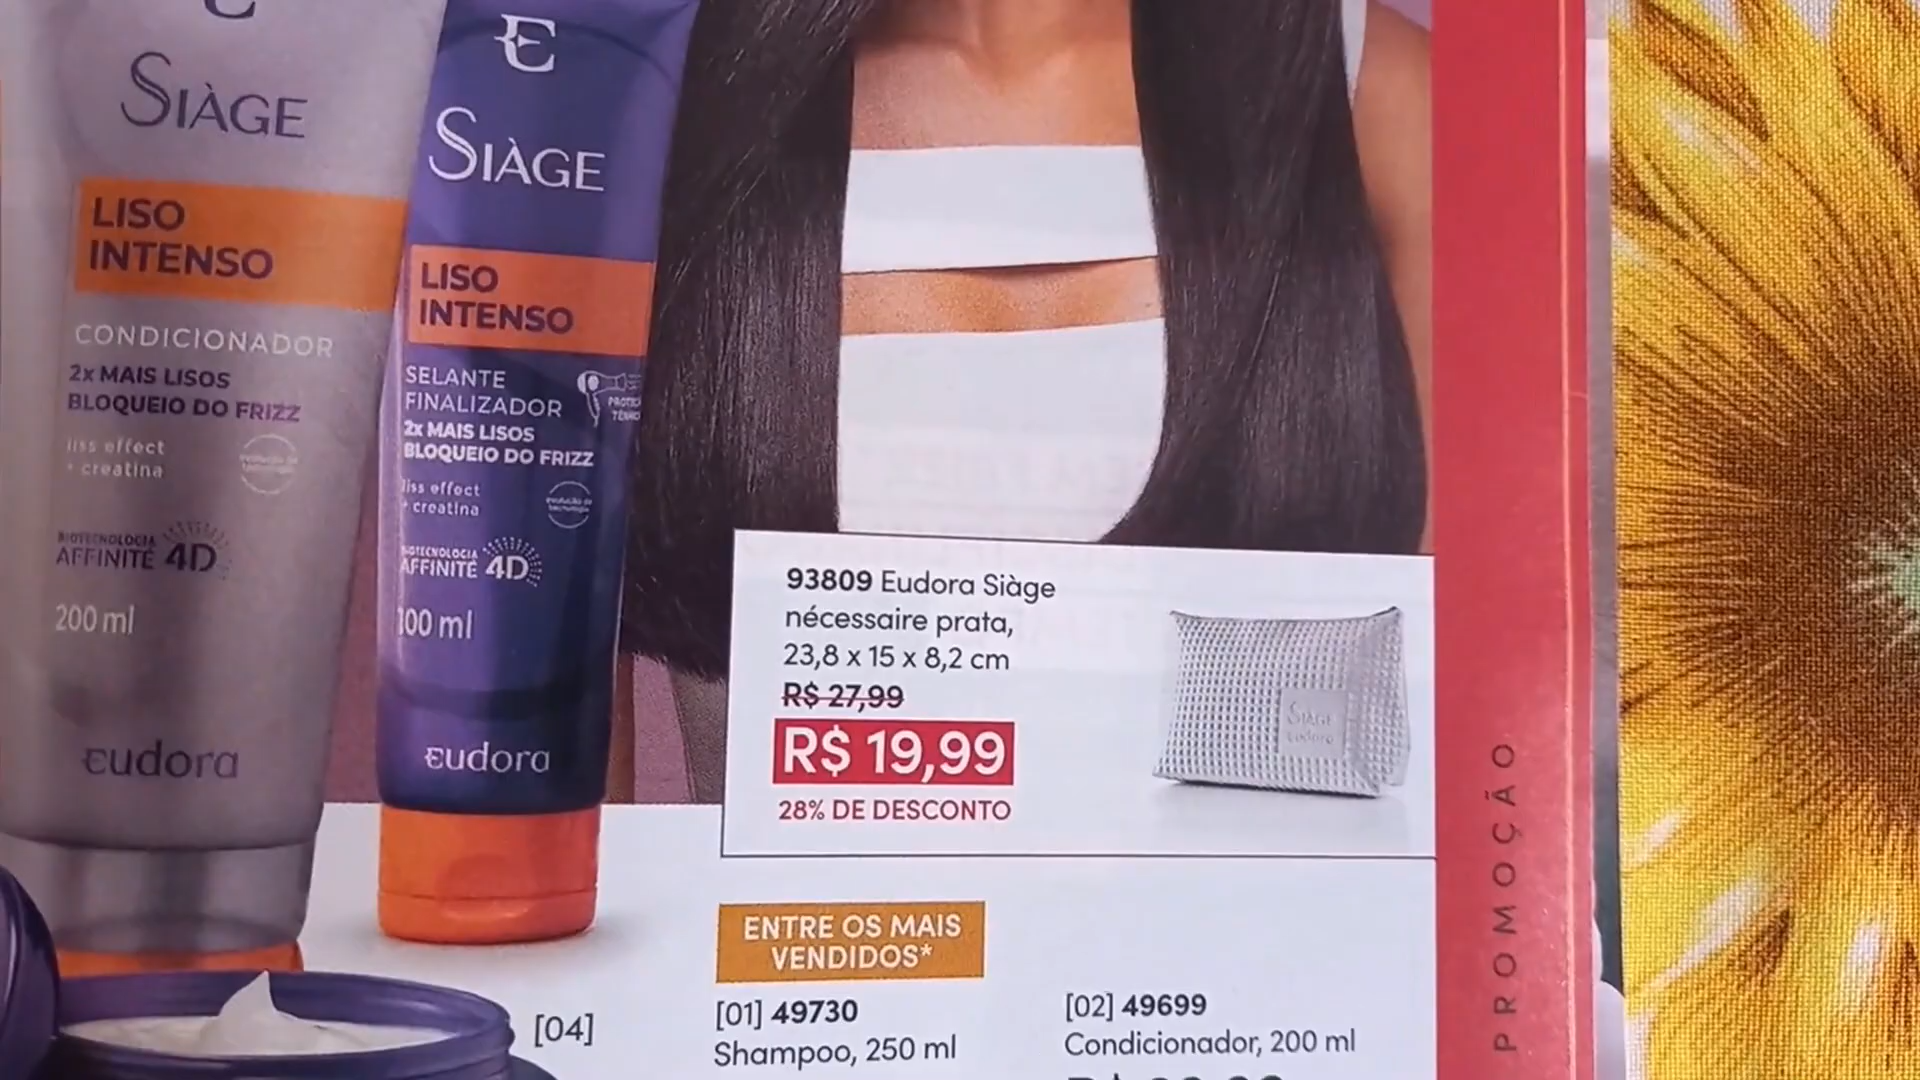 SIÀGE
LISO
INTENSO
CONDICIONADOR
2x MAIS LISOS
BLOQUEIO DO FRIZZ
liss effect
+ creatina
BIOTECNOLOGIA
AFFINITÉ 4D
200 ml
eudora
E
SIÀGE
LISO
INTENSO
SELANTE
FINALIZADOR
2x MAIS LISOS
BLOQUEIO DO FRIZZ
liss effect
+ creatina
BIOTECNOLOGIA
AFFINITÉ 4D
100 ml
eudora
93809 Eudora Siàge
nécessaire prata,
23,8 x 15 x 8,2 cm
R$ 27,99
R$ 19,99
28% DE DESCONTO
SIÀGE
eudora
ENTRE OS MAIS
VENDIDOS*
[04]
[01] 49730
Shampoo, 250 ml
[02] 49699
Condicionador, 200 ml
PROMOÇÃO